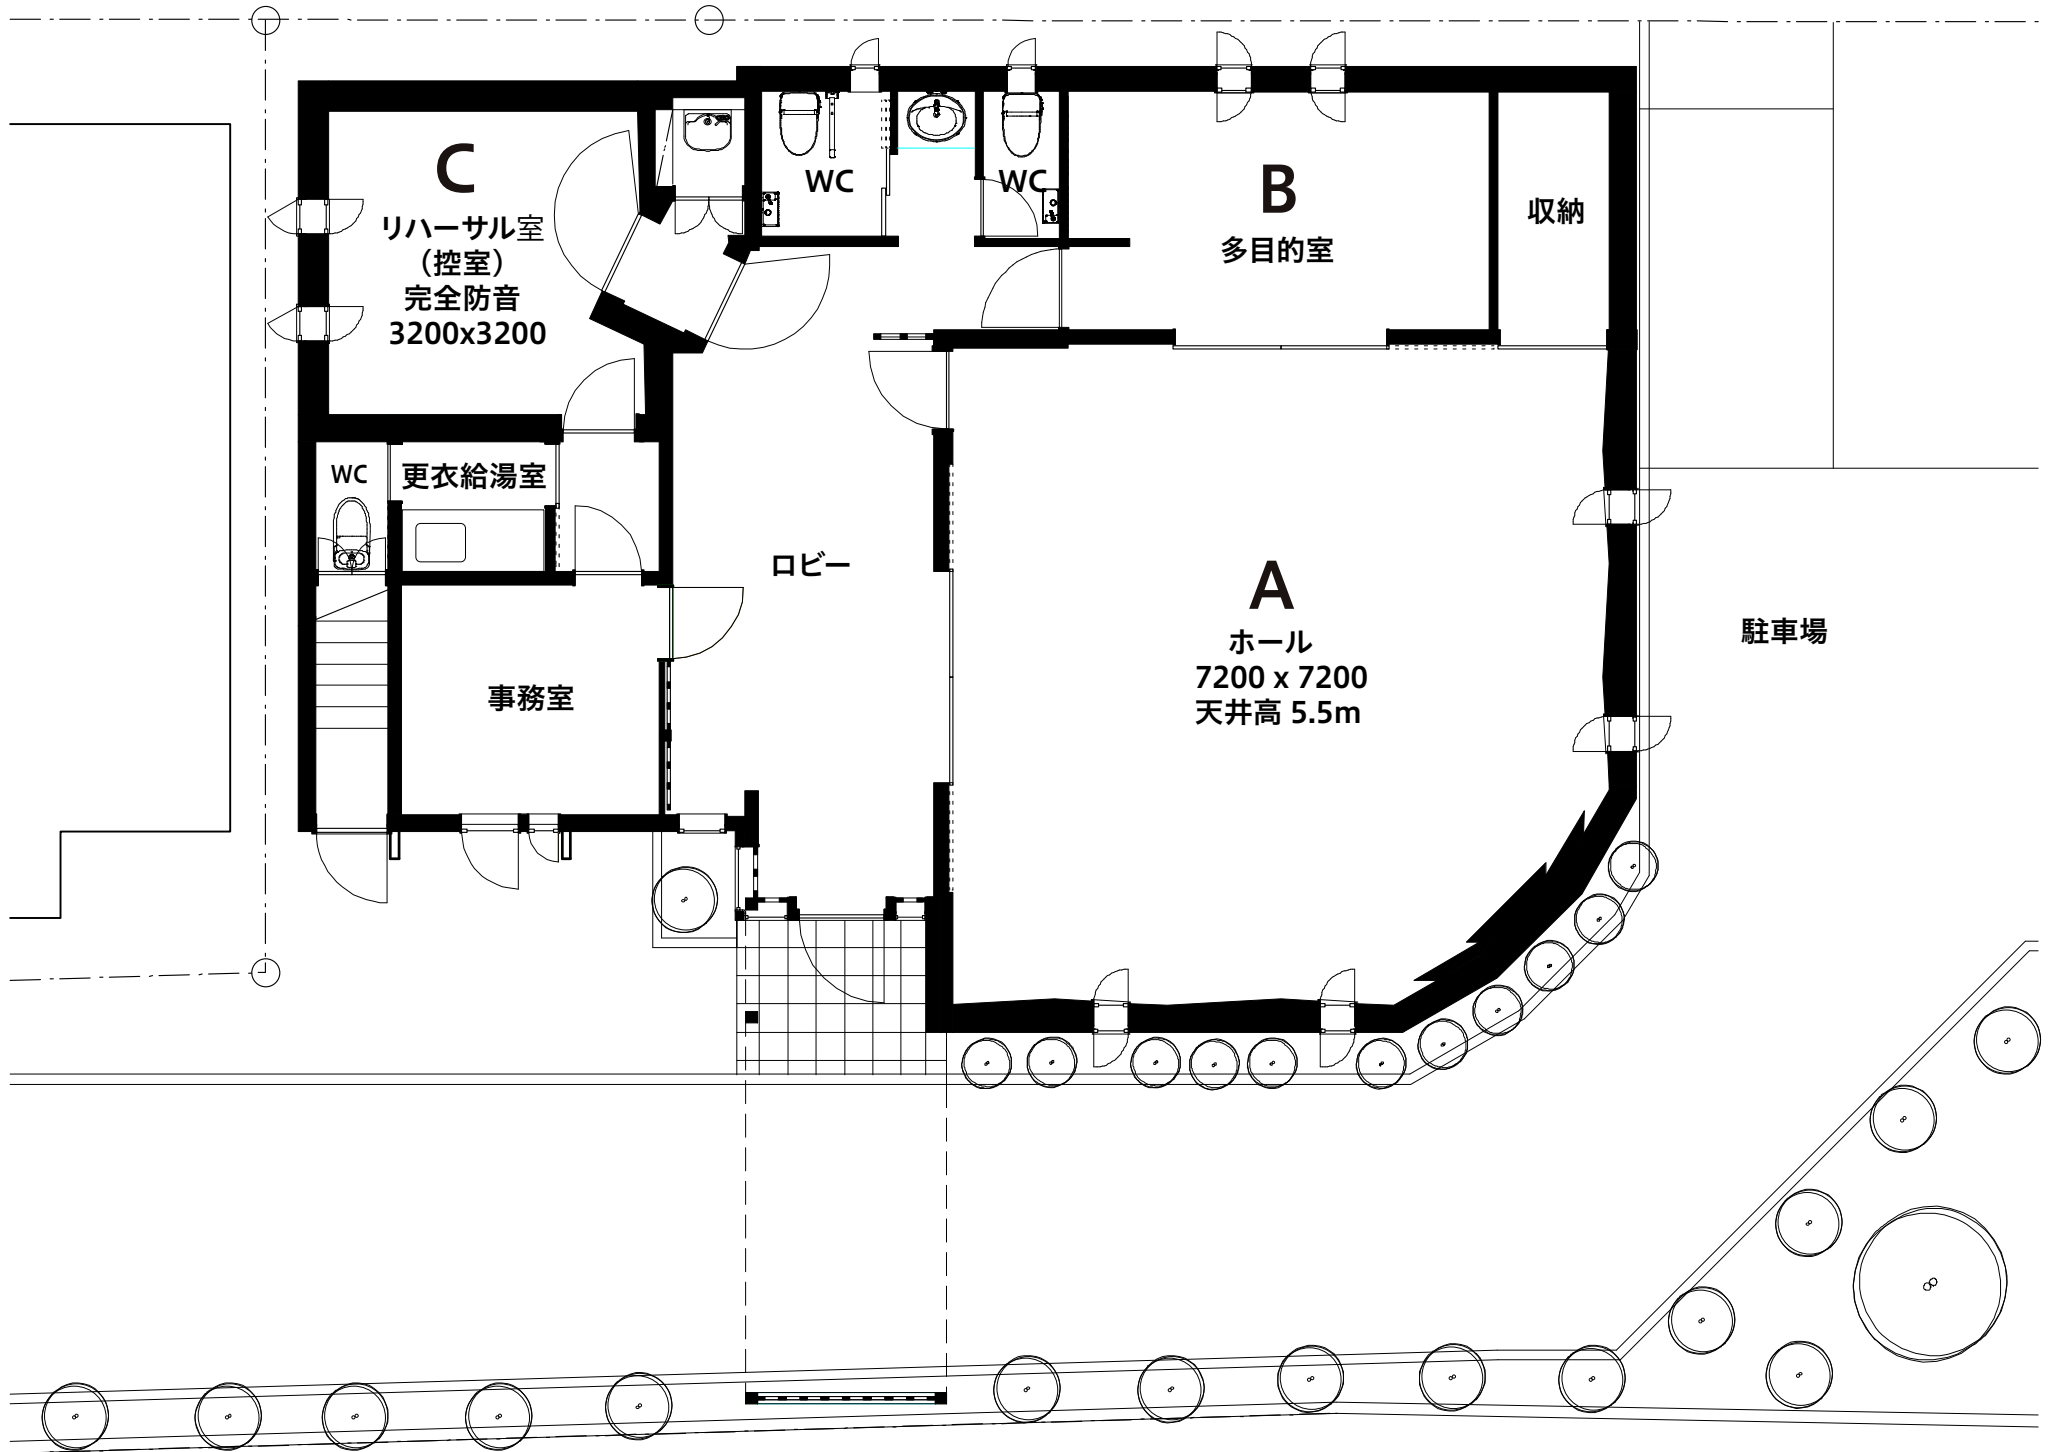 C
リハーサル室
（控室）
完全防音
3200x3200
WC
WC
B
多目的室
収納
WC
更衣給湯室
ロビー
事務室
A
ホール
7200 x 7200
天井高 5.5m
駐車場